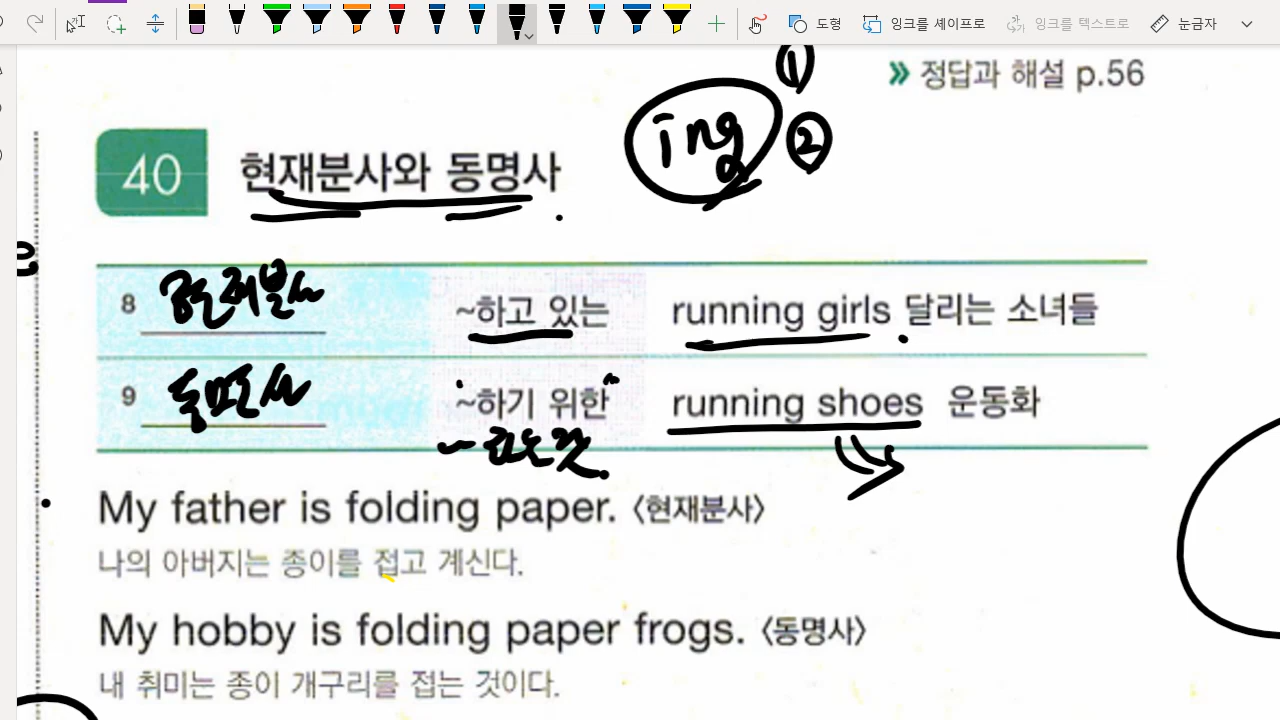 도형
잉크를 셰이프로
잉크를 텍스트로
눈금자
①
» 정답과 해설 p.56
ing ②
40 현재분사와 동명사
8 현재분사 ~하고 있는 running girls 달리는 소녀들
9 동명사 ~하기 위한 running shoes 운동화
~하는 것
My father is folding paper. 〈현재분사〉
나의 아버지는 종이를 접고 계신다.
My hobby is folding paper frogs. 〈동명사〉
내 취미는 종이 개구리를 접는 것이다.